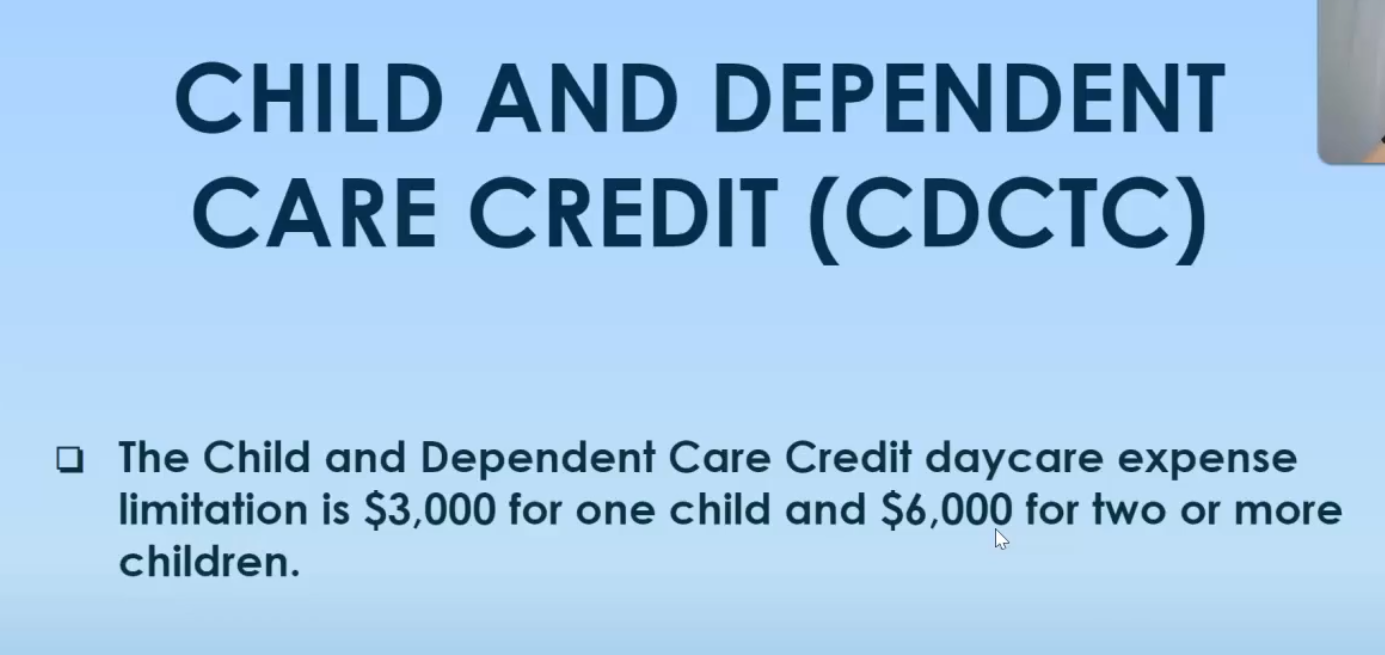 CHILD AND DEPENDENT
CARE CREDIT (CDCTC)
❑ The Child and Dependent Care Credit daycare expense
limitation is $3,000 for one child and $6,000 for two or more
children.